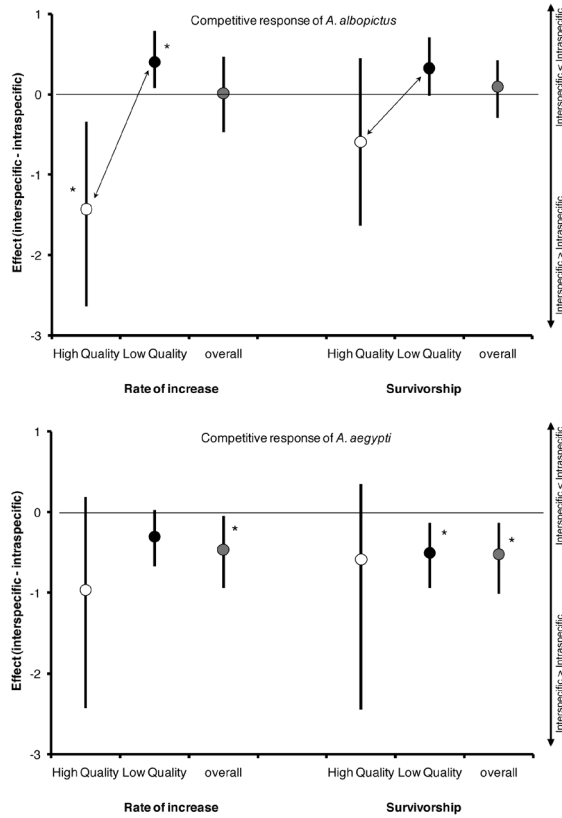 Competitive response of A. albopictus
1
0
-1
-2
-3
Effect (interspecific - intraspecific)
*
*
High Quality Low Quality overall
High Quality Low Quality overall
Rate of increase
Survivorship
Interspecific < Intraspecific
Interspecific > Intraspecific
Competitive response of A. aegypti
1
0
-1
-2
-3
Effect (interspecific - intraspecific)
*
*
*
High Quality Low Quality overall
High Quality Low Quality overall
Rate of increase
Survivorship
Interspecific < Intraspecific
Interspecific > Intraspecific